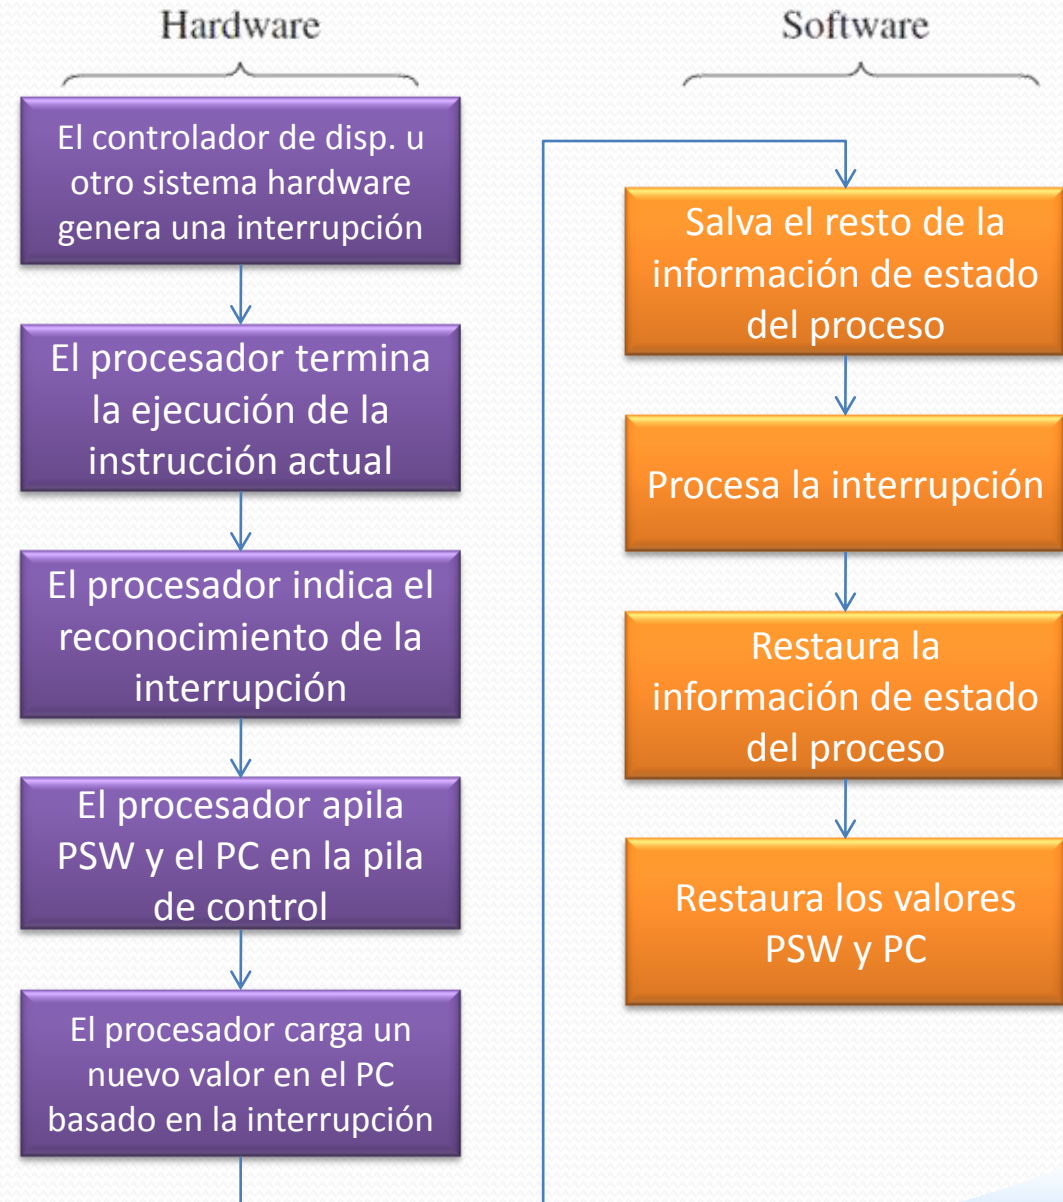 Hardware
El controlador de disp. u
otro sistema hardware
genera una interrupción
El procesador termina
la ejecución de la
instrucción actual
El procesador indica el
reconocimiento de la
interrupción
El procesador apila
PSW y el PC en la pila
de control
El procesador carga un
nuevo valor en el PC
basado en la interrupción
Software
Salva el resto de la
información de estado
del proceso
Procesa la interrupción
Restaura la
información de estado
del proceso
Restaura los valores
PSW y PC